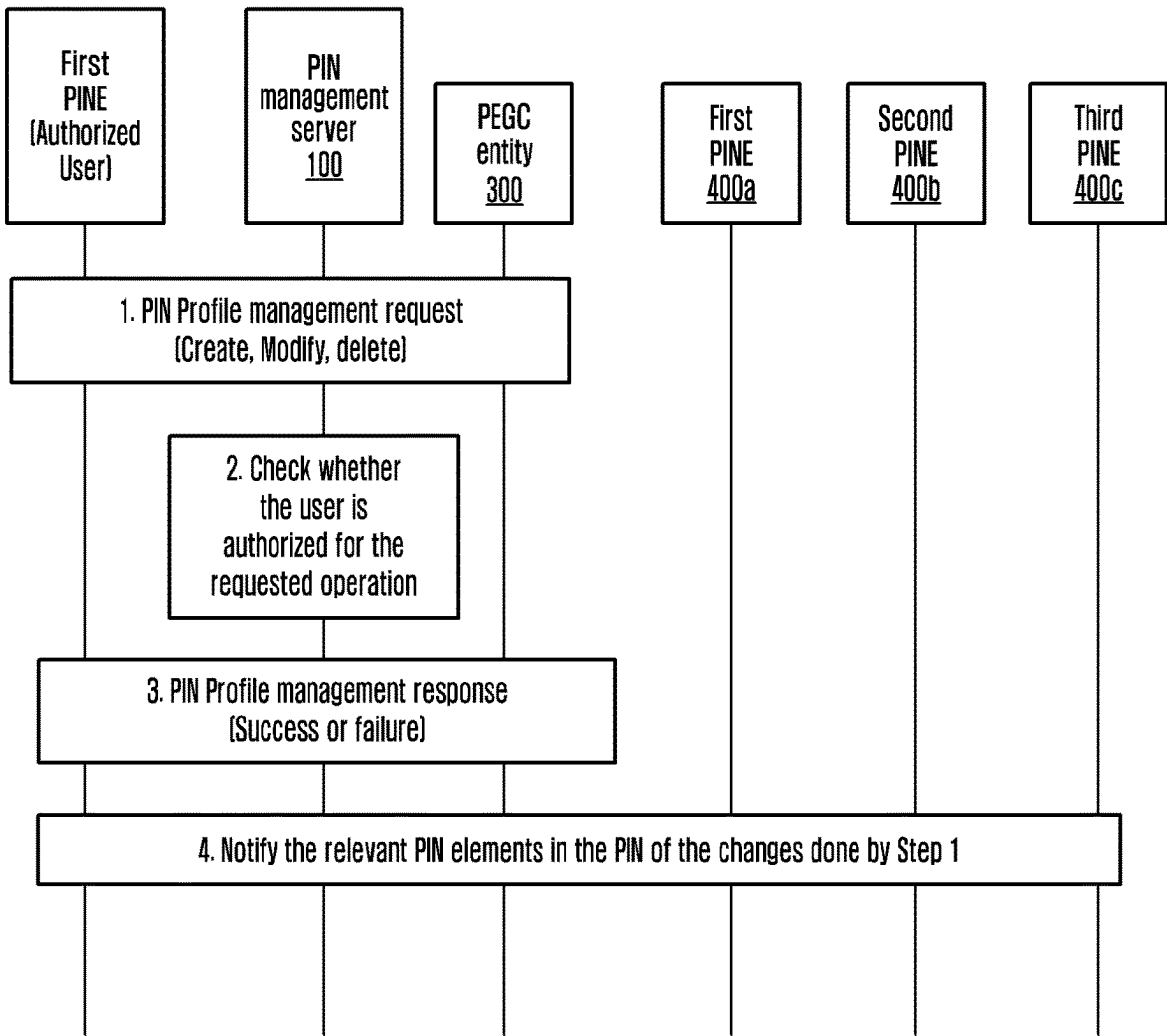 First
PINE
(Authorized
User)
PIN
management
server
100
PEGC
entity
300
First
PINE
400a
Second
PINE
400b
Third
PINE
400c
1. PIN Profile management request
(Create, Modify, delete)
2. Check whether
the user is
authorized for the
requested operation
3. PIN Profile management response
(Success or failure)
4. Notify the relevant PIN elements in the PIN of the changes done by Step 1